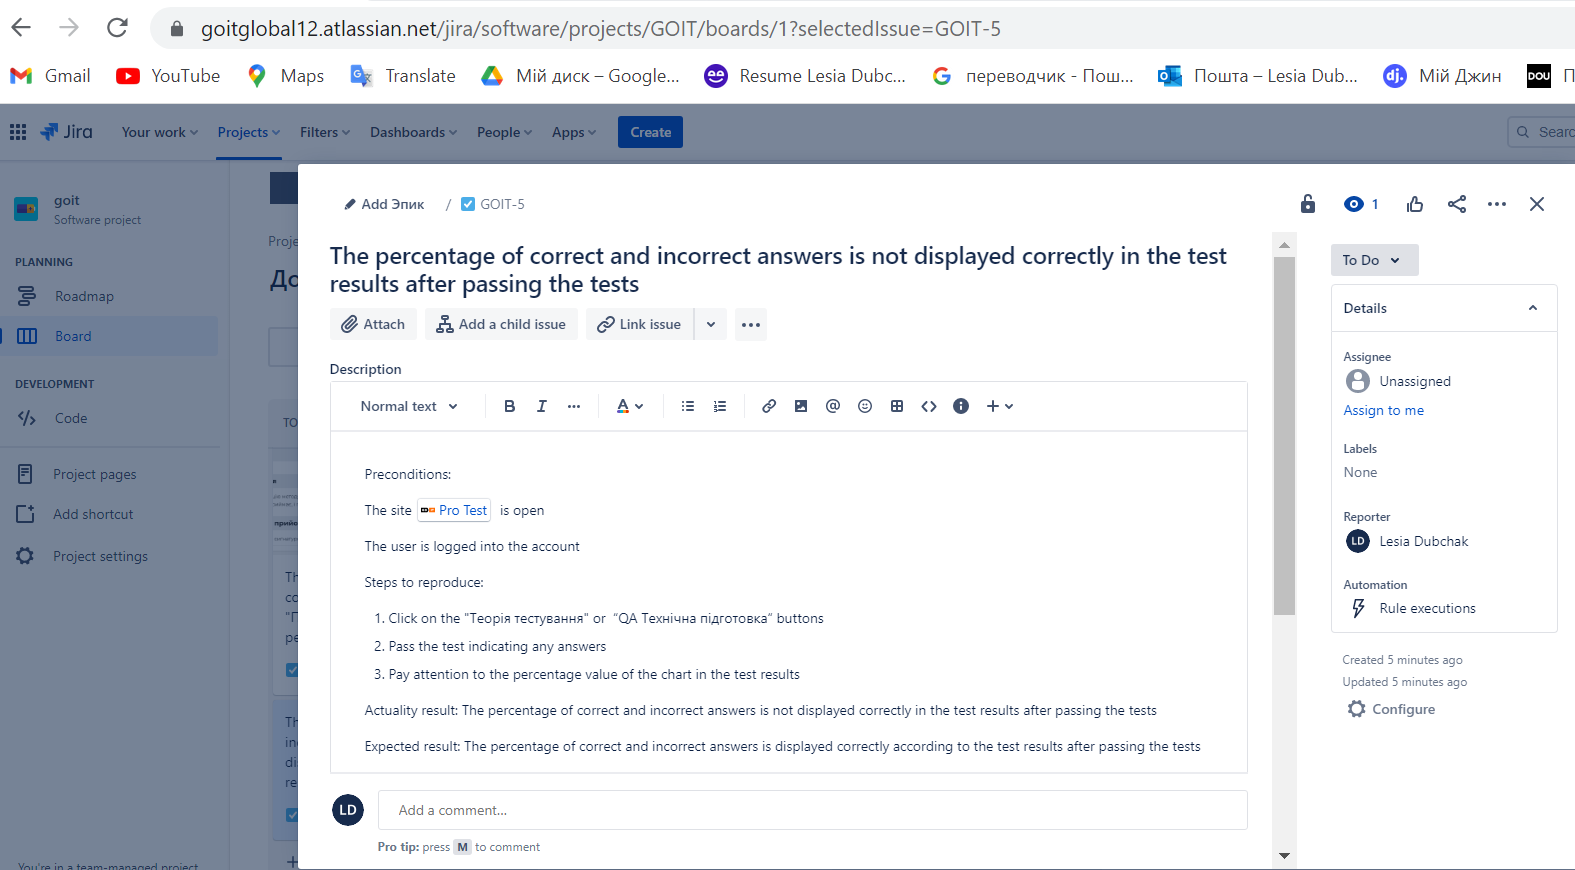 goitglobal12.atlassian.net/jira/software/projects/GOIT/boards/1?selectedIssue=GOIT-5
Gmail YouTube Maps Translate Мій диск – Google... Resume Lesia Dubc... переводчик - Пош... Пошта – Lesia Dub... dj. Мій Джин DOU П
Jira Your work Projects Filters Dashboards People Apps Create Searc
goit
Software project
PLANNING
Roadmap
Board
DEVELOPMENT
Code
Project pages
Add shortcut
Project settings
You're in a team-managed project
Proje
До
TO
Th
co
"П
ре
Th
in
di
re
Add Эпик / GOIT-5
1
The percentage of correct and incorrect answers is not displayed correctly in the test
results after passing the tests
Attach Add a child issue Link issue
Description
Normal text B I A
Preconditions:
The site Pro Test is open
The user is logged into the account
Steps to reproduce:
1. Click on the "Теорія тестування" or “QA Технічна підготовка” buttons
2. Pass the test indicating any answers
3. Pay attention to the percentage value of the chart in the test results
Actuality result: The percentage of correct and incorrect answers is not displayed correctly in the test results after passing the tests
Expected result: The percentage of correct and incorrect answers is displayed correctly according to the test results after passing the tests
LD Add a comment...
Pro tip: press M to comment
To Do
Details
Assignee
Unassigned
Assign to me
Labels
None
Reporter
LD Lesia Dubchak
Automation
Rule executions
Created 5 minutes ago
Updated 5 minutes ago
Configure